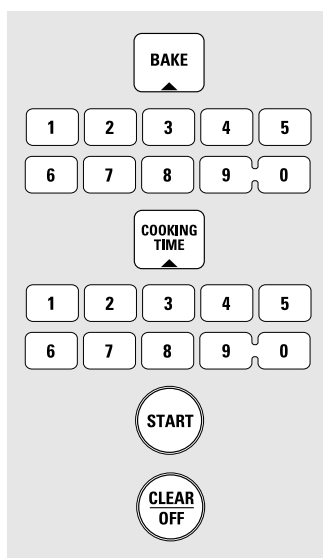 BAKE
1 2 3 4 5
6 7 8 9 0
COOKING
TIME
1 2 3 4 5
6 7 8 9 0
START
CLEAR
OFF